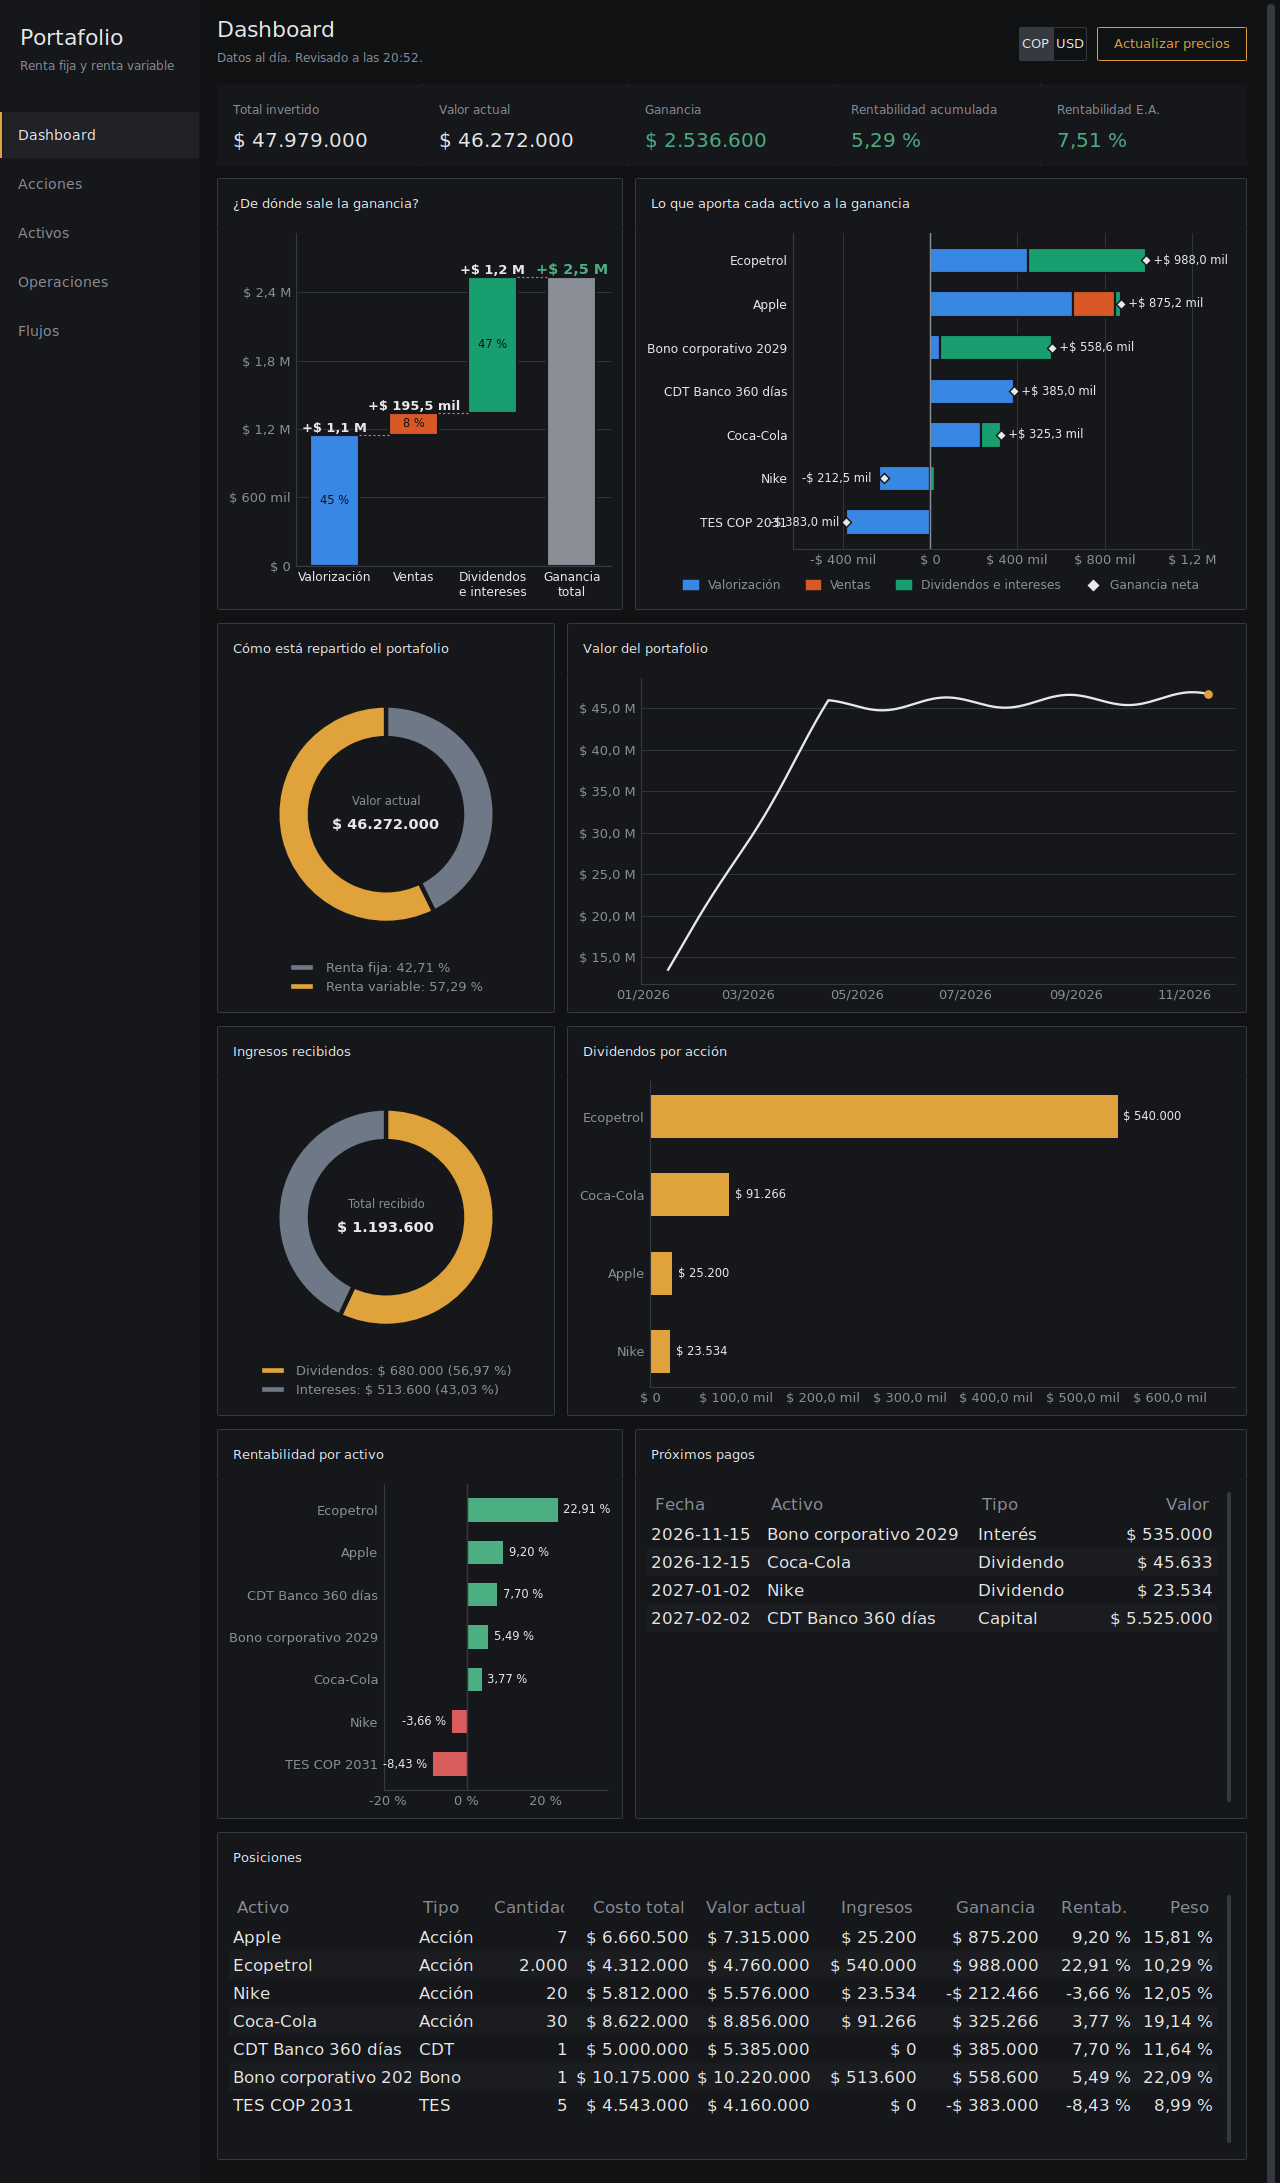 Portafolio
Renta fija y renta variable
Dashboard
Acciones
Activos
Operaciones
Flujos
Dashboard
Datos al día. Revisado a las 20:52.
COP USD
Actualizar precios
Total invertido
$ 47.979.000
Valor actual
$ 46.272.000
Ganancia
$ 2.536.600
Rentabilidad acumulada
5,29 %
Rentabilidad E.A.
7,51 %
¿De dónde sale la ganancia?
$ 2,4 M
$ 1,8 M
$ 1,2 M
$ 600 mil
$ 0
+$ 1,1 M
+$ 195,5 mil
+$ 1,2 M
+$ 2,5 M
45 %
8 %
47 %
Valorización
Ventas
Dividendos
e intereses
Ganancia
total
Lo que aporta cada activo a la ganancia
Ecopetrol +$ 988,0 mil
Apple +$ 875,2 mil
Bono corporativo 2029 +$ 558,6 mil
CDT Banco 360 días +$ 385,0 mil
Coca-Cola +$ 325,3 mil
Nike -$ 212,5 mil
TES COP 2031 -$ 383,0 mil
-$ 400 mil $ 0 $ 400 mil $ 800 mil $ 1,2 M
Valorización Ventas Dividendos e intereses Ganancia neta
Cómo está repartido el portafolio
Valor actual
$ 46.272.000
Renta fija: 42,71 %
Renta variable: 57,29 %
Valor del portafolio
$ 45,0 M
$ 40,0 M
$ 35,0 M
$ 30,0 M
$ 25,0 M
$ 20,0 M
$ 15,0 M
01/2026 03/2026 05/2026 07/2026 09/2026 11/2026
Ingresos recibidos
Total recibido
$ 1.193.600
Dividendos: $ 680.000 (56,97 %)
Intereses: $ 513.600 (43,03 %)
Dividendos por acción
Ecopetrol $ 540.000
Coca-Cola $ 91.266
Apple $ 25.200
Nike $ 23.534
$ 0 $ 100,0 mil $ 200,0 mil $ 300,0 mil $ 400,0 mil $ 500,0 mil $ 600,0 mil
Rentabilidad por activo
Ecopetrol 22,91 %
Apple 9,20 %
CDT Banco 360 días 7,70 %
Bono corporativo 2029 5,49 %
Coca-Cola 3,77 %
Nike -3,66 %
TES COP 2031 -8,43 %
-20 % 0 % 20 %
Próximos pagos
Fecha Activo Tipo Valor
2026-11-15 Bono corporativo 2029 Interés $ 535.000
2026-12-15 Coca-Cola Dividendo $ 45.633
2027-01-02 Nike Dividendo $ 23.534
2027-02-02 CDT Banco 360 días Capital $ 5.525.000
Posiciones
Activo Tipo Cantidad Costo total Valor actual Ingresos Ganancia Rentab. Peso
Apple Acción 7 $ 6.660.500 $ 7.315.000 $ 25.200 $ 875.200 9,20 % 15,81 %
Ecopetrol Acción 2.000 $ 4.312.000 $ 4.760.000 $ 540.000 $ 988.000 22,91 % 10,29 %
Nike Acción 20 $ 5.812.000 $ 5.576.000 $ 23.534 -$ 212.466 -3,66 % 12,05 %
Coca-Cola Acción 30 $ 8.622.000 $ 8.856.000 $ 91.266 $ 325.266 3,77 % 19,14 %
CDT Banco 360 días CDT 1 $ 5.000.000 $ 5.385.000 $ 0 $ 385.000 7,70 % 11,64 %
Bono corporativo 202 Bono 1 $ 10.175.000 $ 10.220.000 $ 513.600 $ 558.600 5,49 % 22,09 %
TES COP 2031 TES 5 $ 4.543.000 $ 4.160.000 $ 0 -$ 383.000 -8,43 % 8,99 %